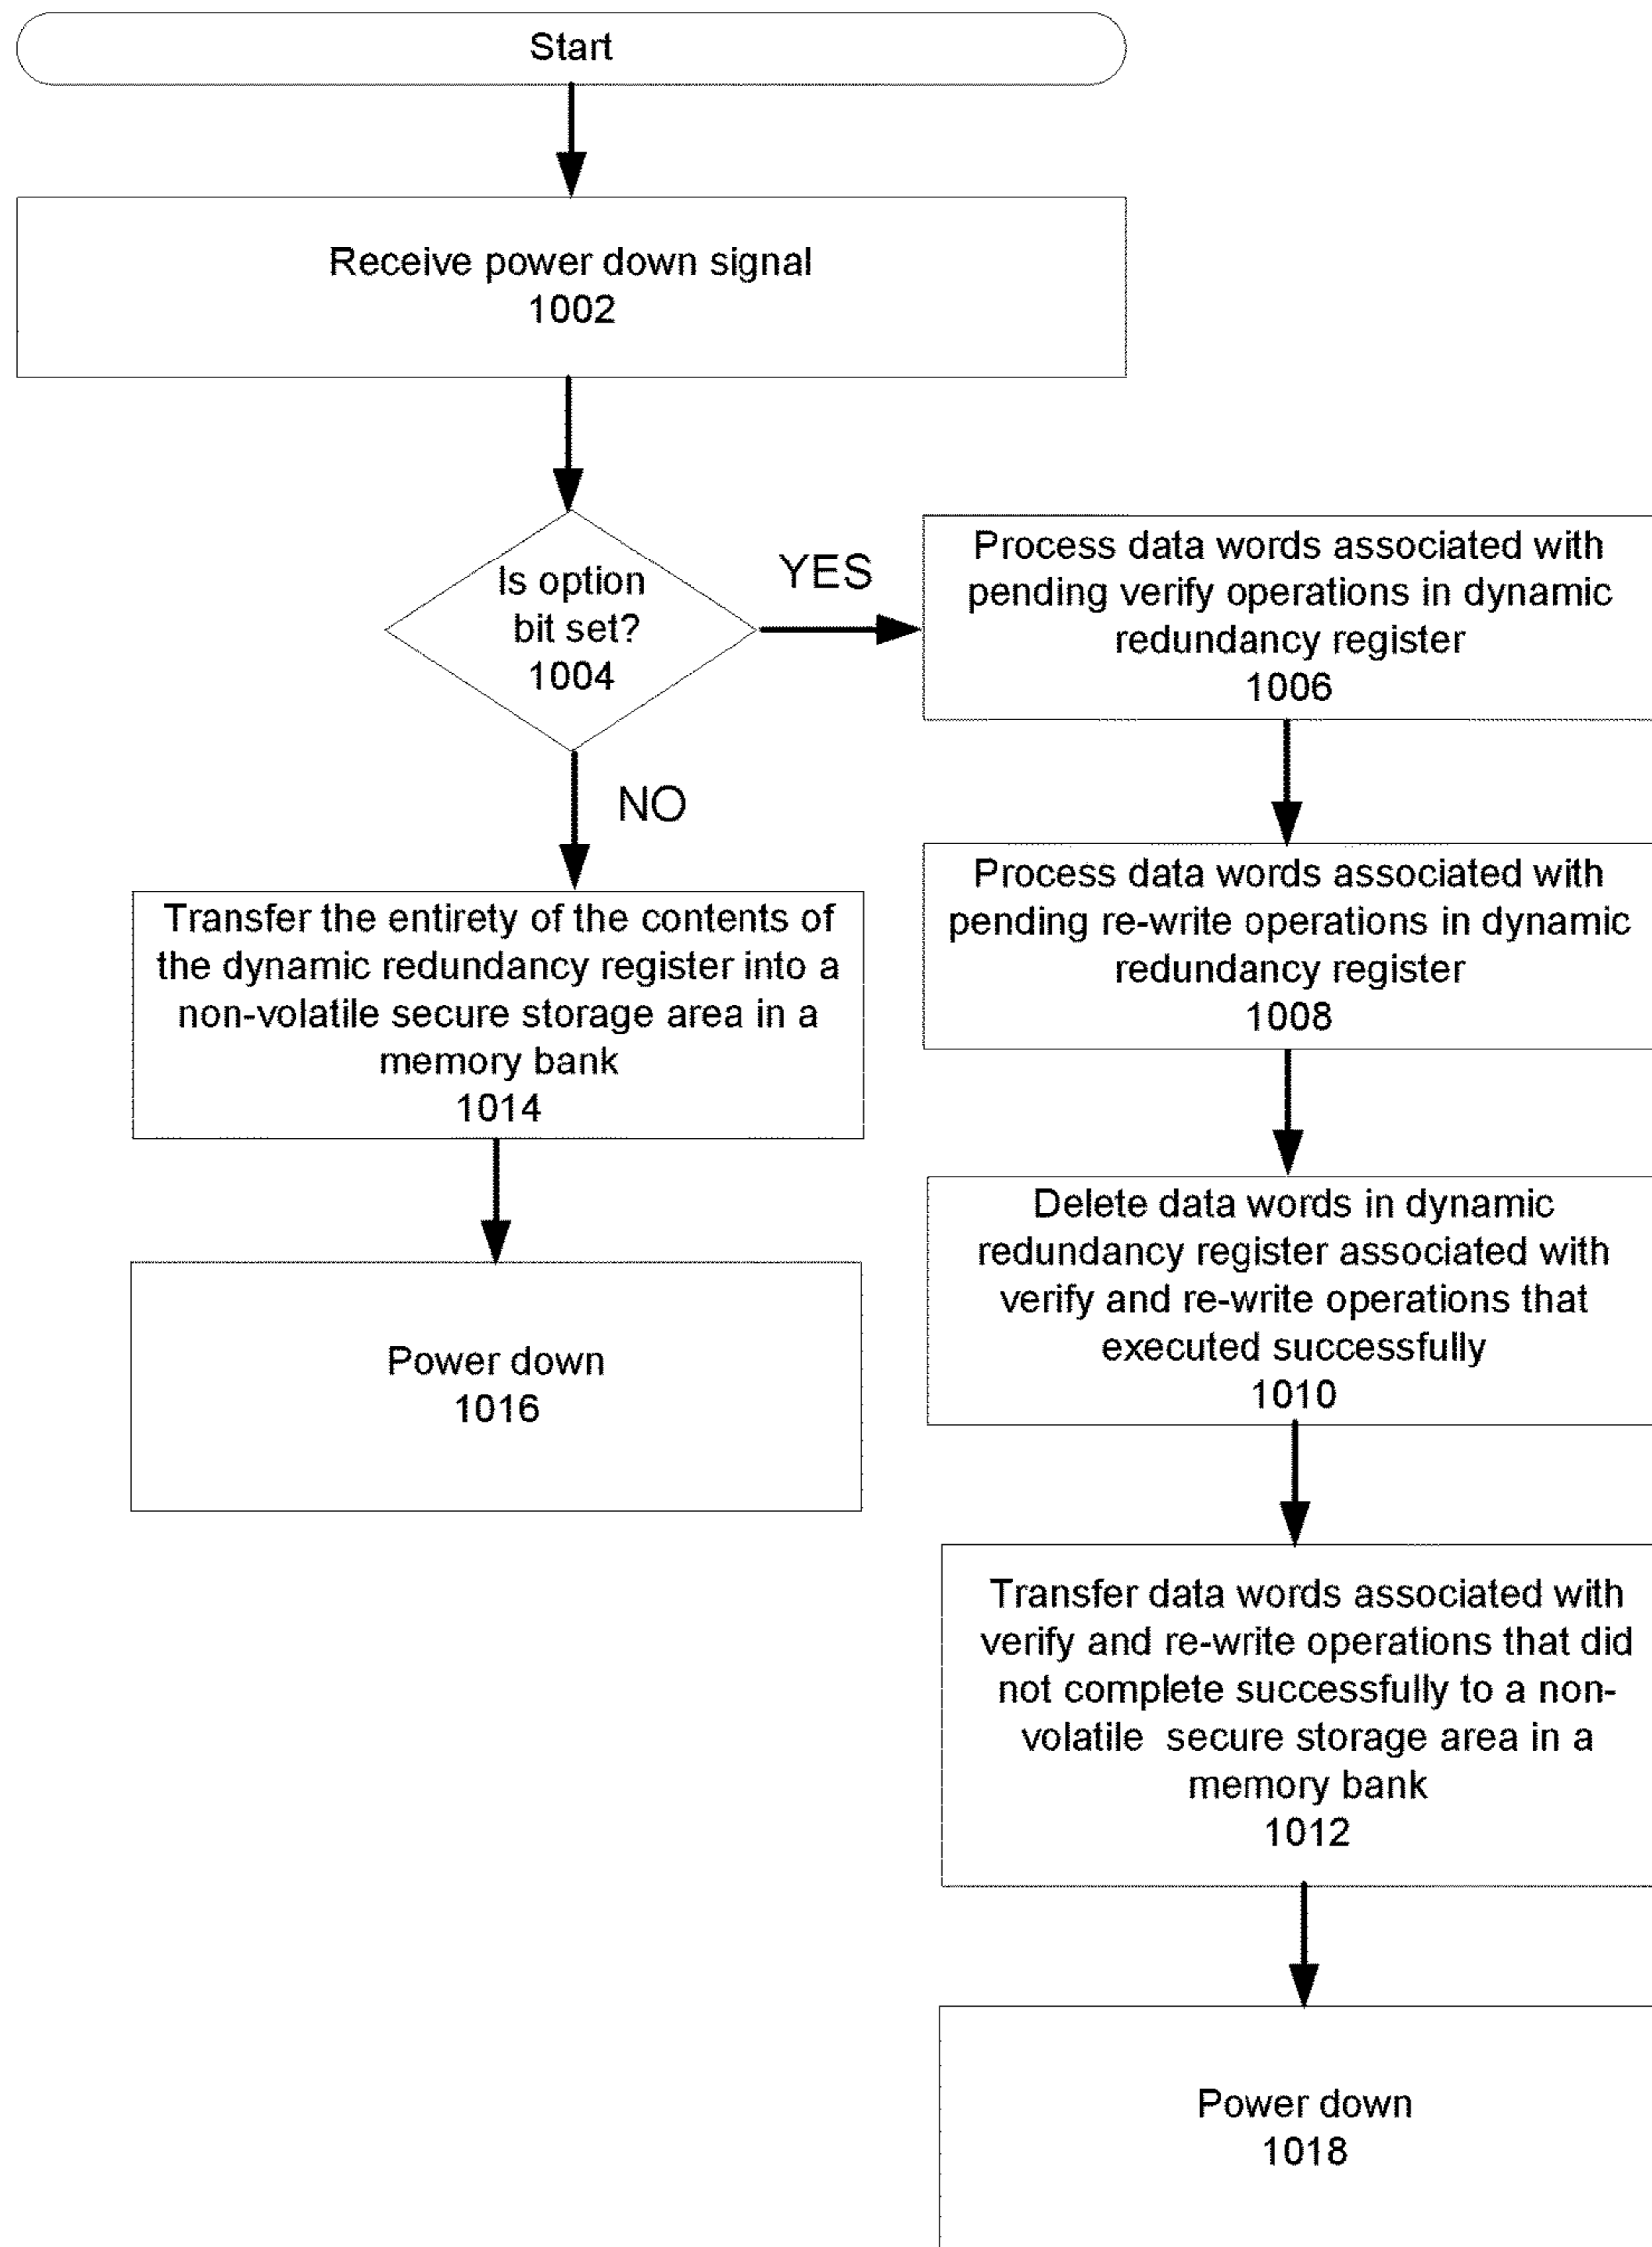 Start
Receive power down signal
1002
Is option
bit set?
1004
YES
NO
Process data words associated with
pending verify operations in dynamic
redundancy register
1006
Process data words associated with
pending re-write operations in dynamic
redundancy register
1008
Transfer the entirety of the contents of
the dynamic redundancy register into a
non-volatile secure storage area in a
memory bank
1014
Delete data words in dynamic
redundancy register associated with
verify and re-write operations that
executed successfully
1010
Power down
1016
Transfer data words associated with
verify and re-write operations that did
not complete successfully to a non-
volatile  secure storage area in a
memory bank
1012
Power down
1018